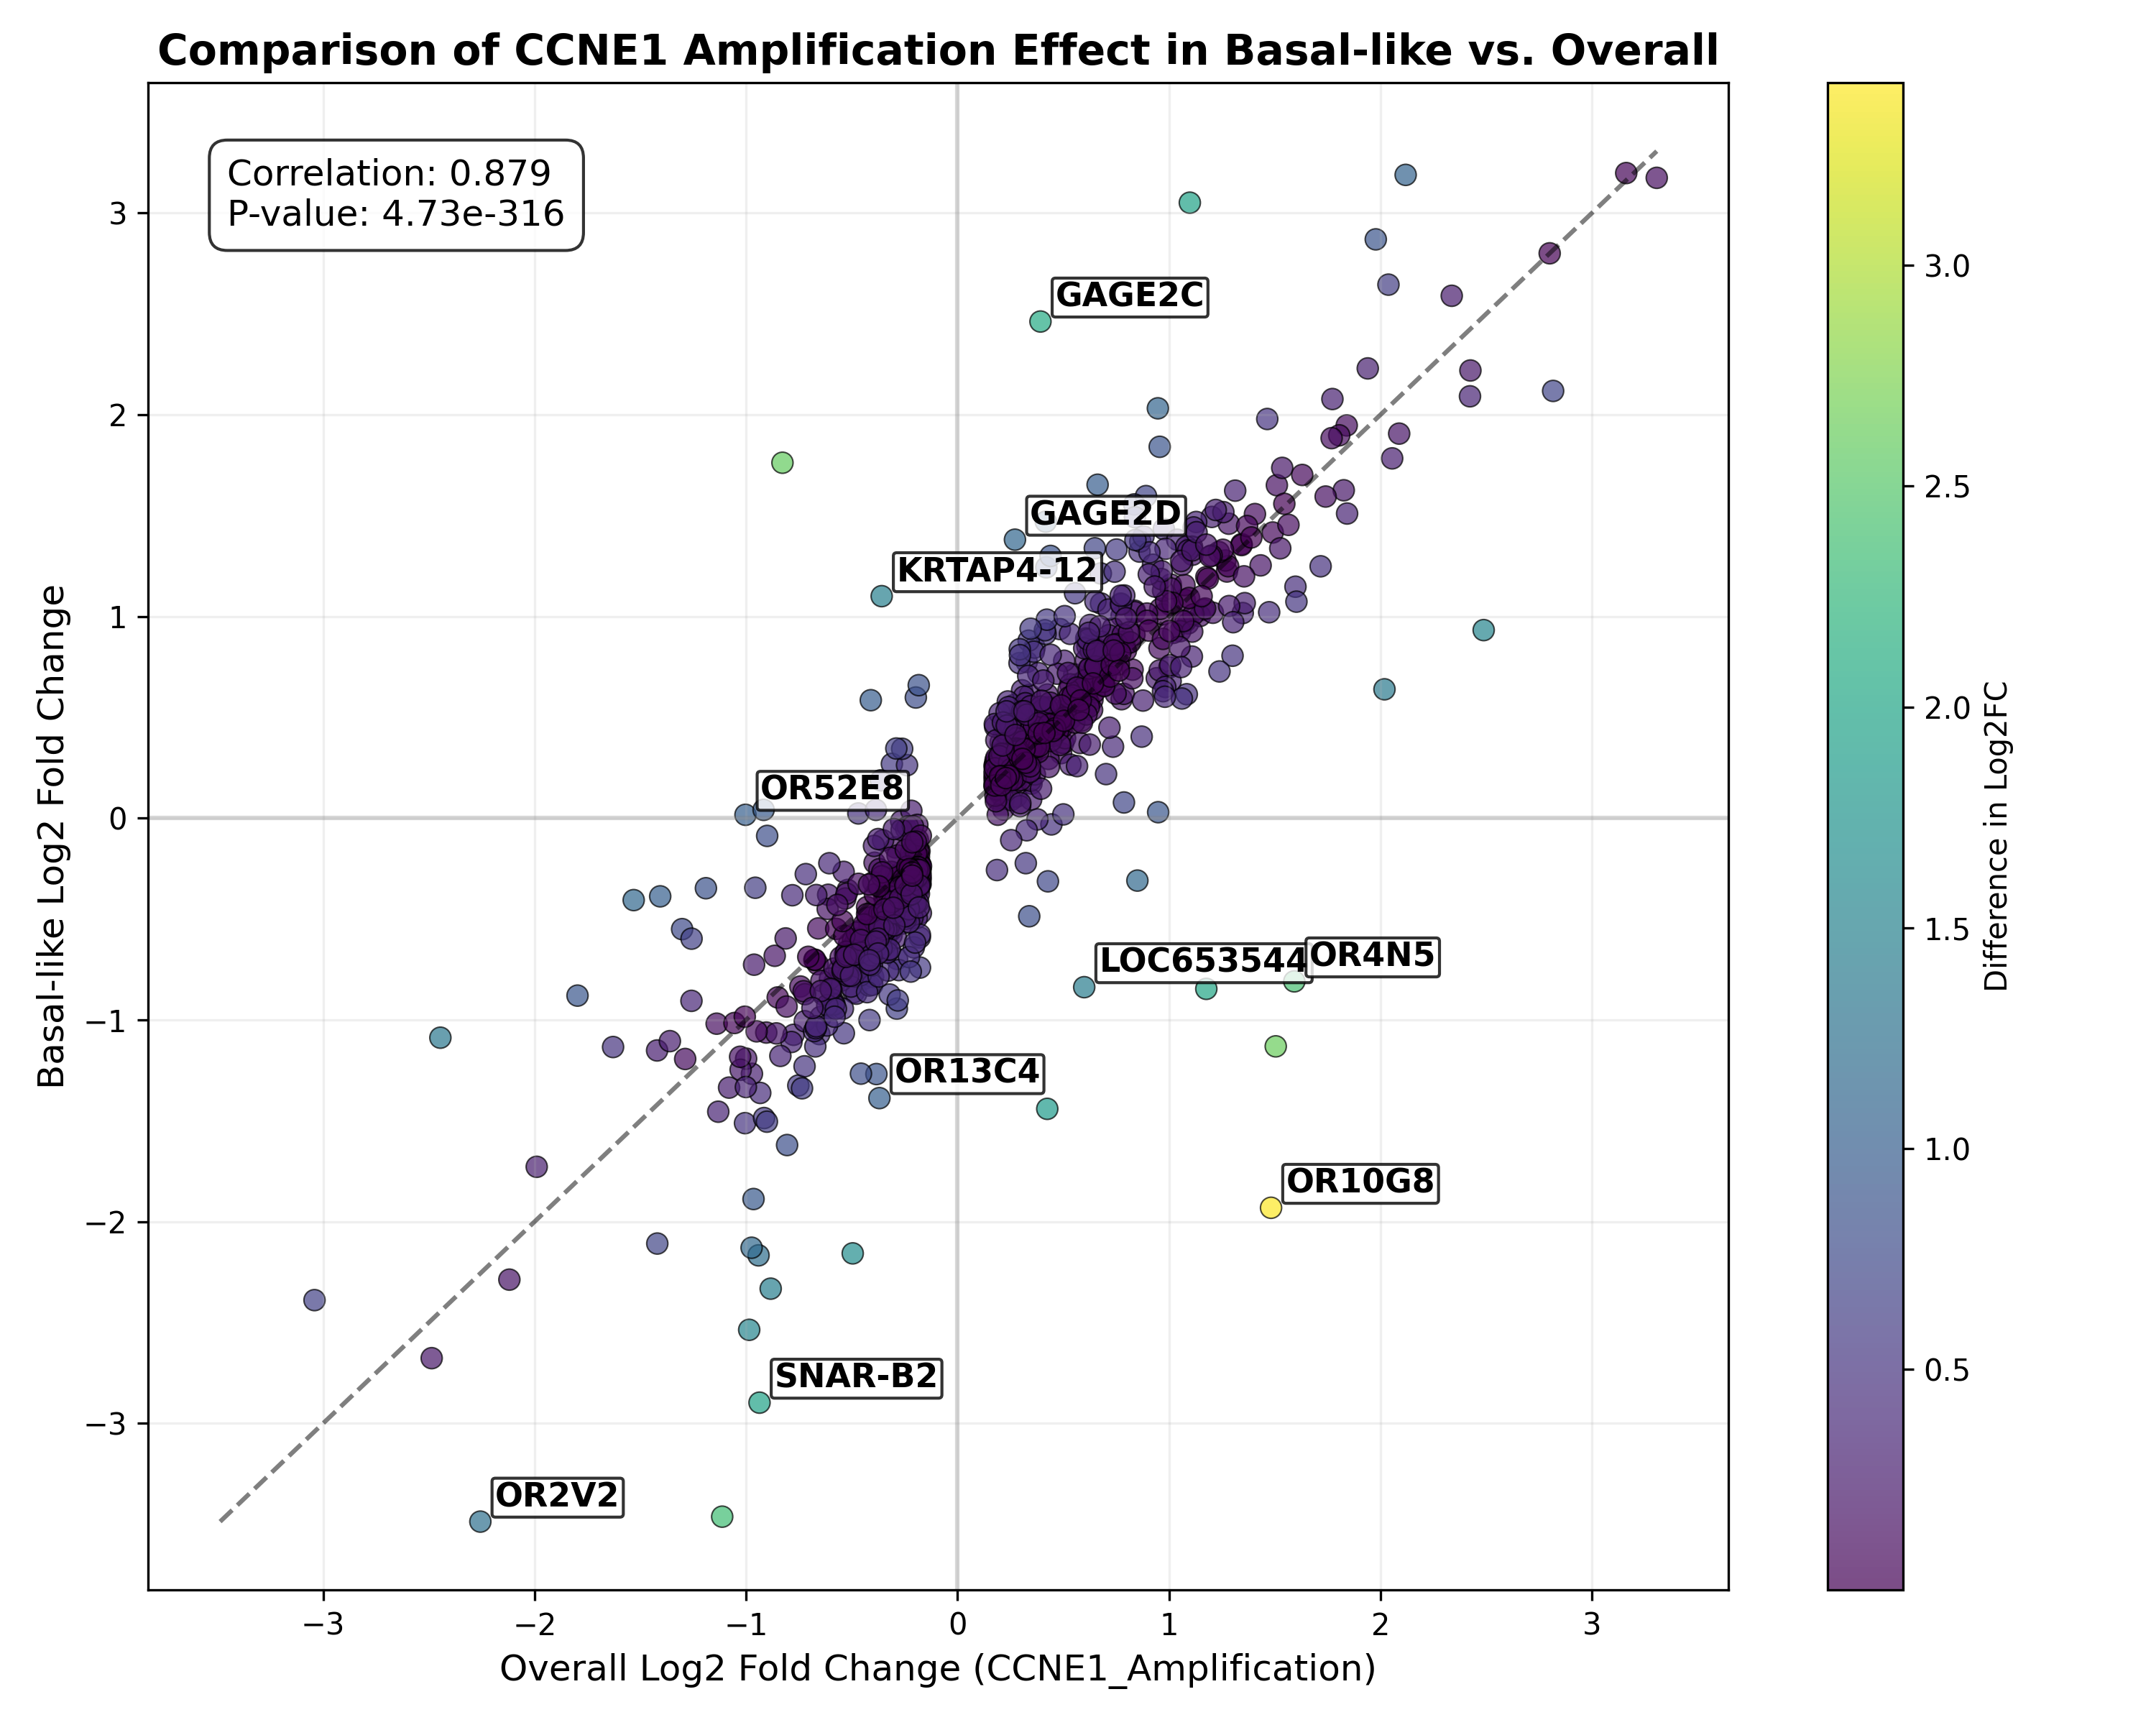 Comparison of CCNE1 Amplification Effect in Basal-like vs. Overall
Correlation: 0.879
P-value: 4.73e-316
GAGE2C
GAGE2D
KRTAP4-12
OR52E8
LOC653544
OR4N5
OR13C4
OR10G8
SNAR-B2
OR2V2
3
2
1
0
−1
−2
−3
Basal-like Log2 Fold Change
−3
−2
−1
0
1
2
3
Overall Log2 Fold Change (CCNE1_Amplification)
3.0
2.5
2.0
1.5
1.0
0.5
Difference in Log2FC